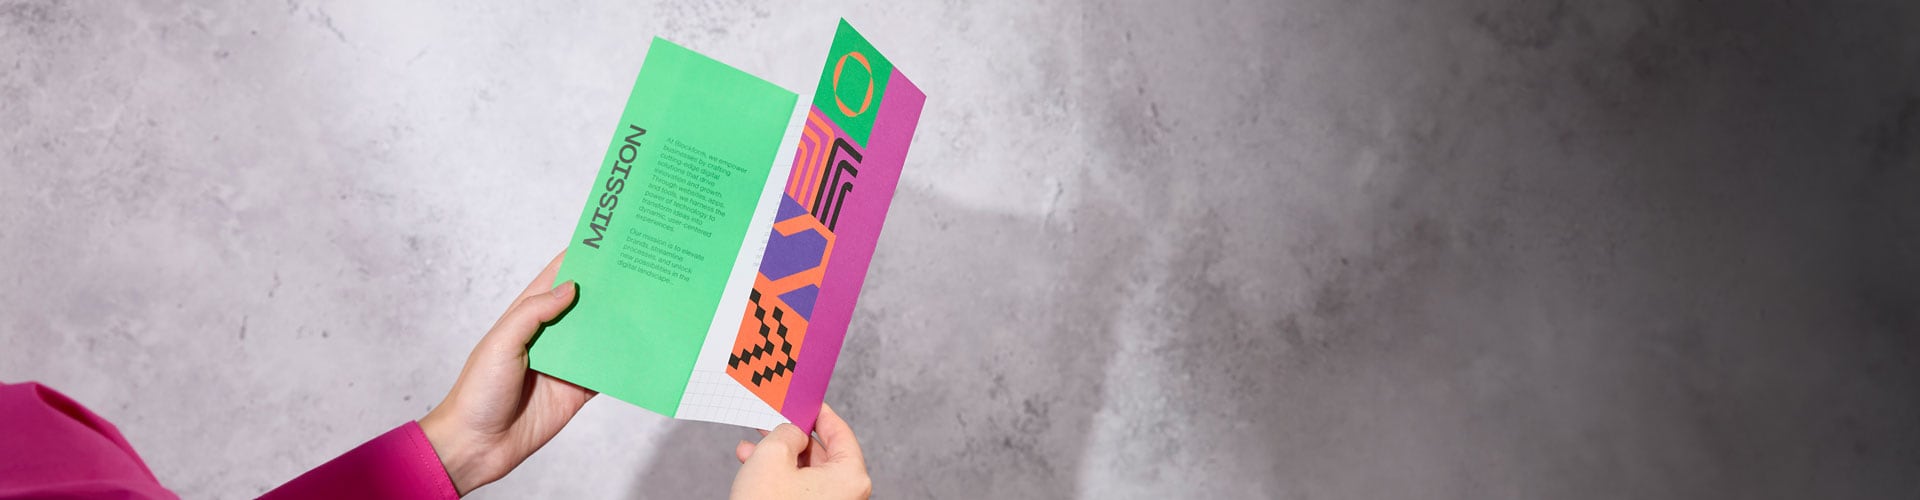 MISSION
At Blockform, we empower
businesses by crafting
cutting-edge digital
solutions that drive
innovation and growth.
Through websites, apps,
and tools, we harness the
power of technology to
transform ideas into
dynamic, user-centered
experiences.
Our mission is to elevate
brands, streamline
processes, and unlock
new possibilities in the
digital landscape.